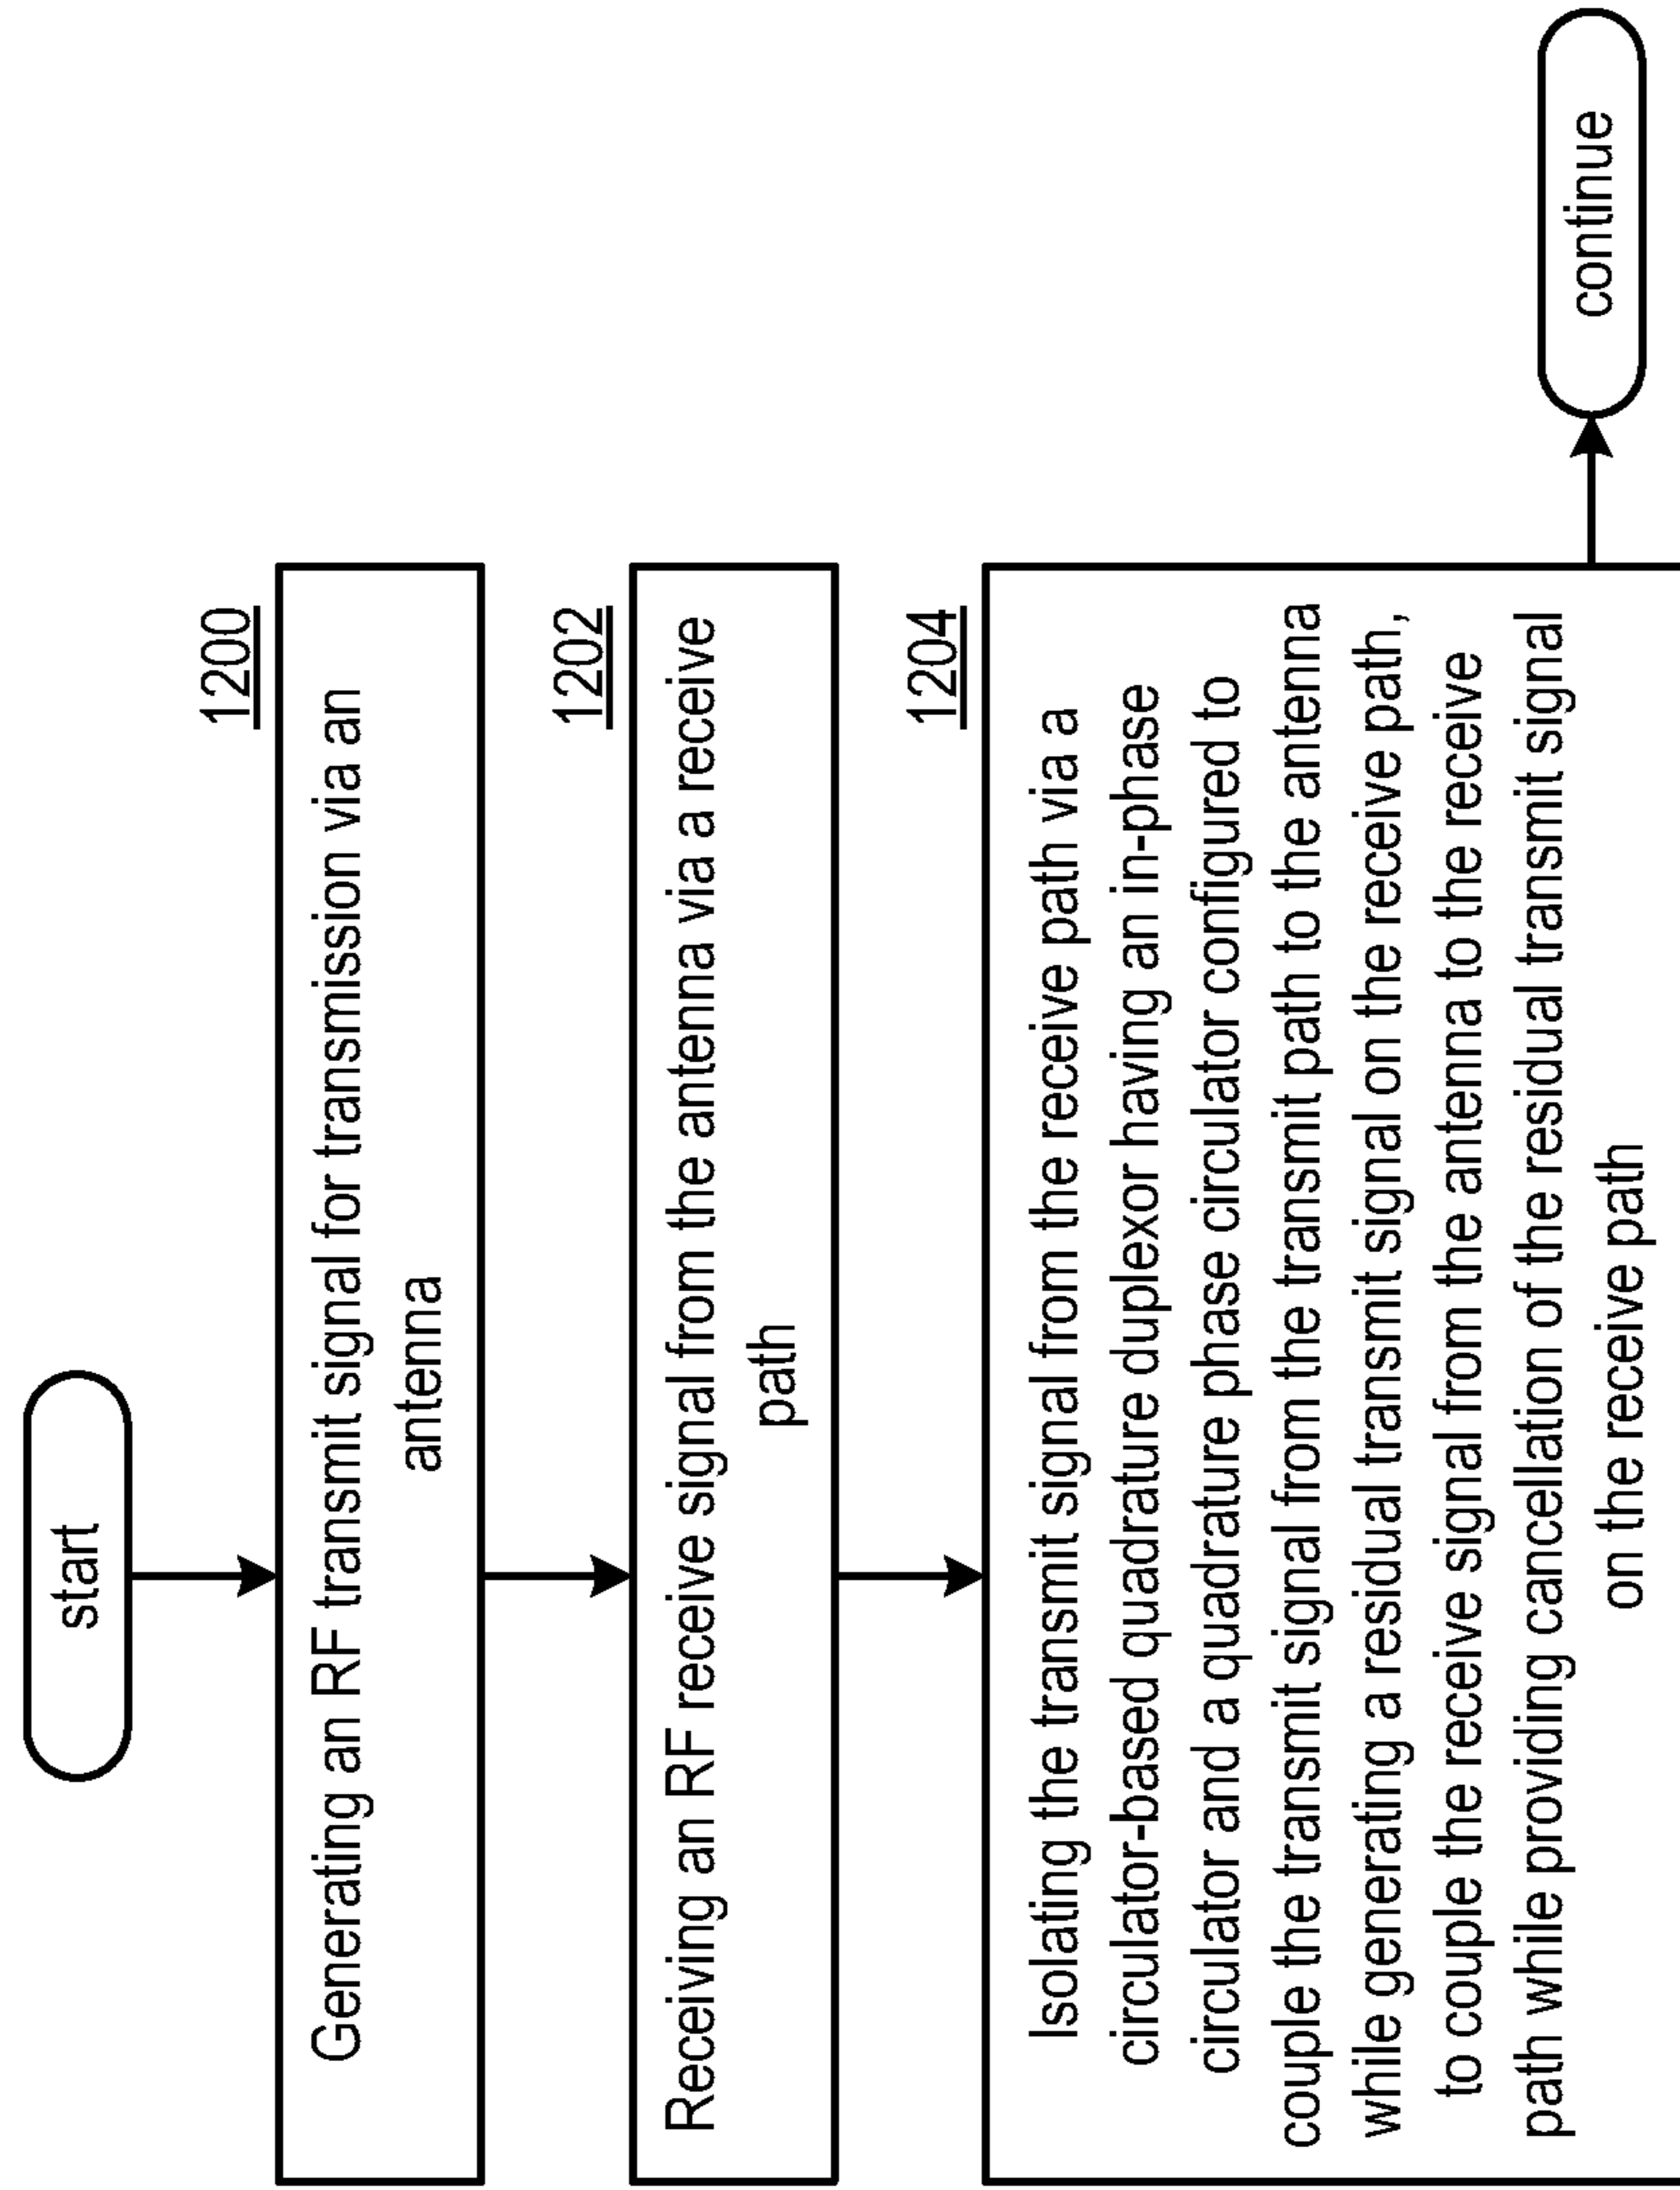 start
1200
Generating an RF transmit signal for transmission via an
antenna
1202
Receiving an RF receive signal from the antenna via a receive
path
1204
Isolating the transmit signal from the receive path via a
circulator-based quadrature duplexor having an in-phase
circulator and a quadrature phase circulator configured to
couple the transmit signal from the transmit path to the antenna
while generating a residual transmit signal on the receive path,
to couple the receive signal from the antenna to the receive
path while providing cancellation of the residual transmit signal
on the receive path
continue